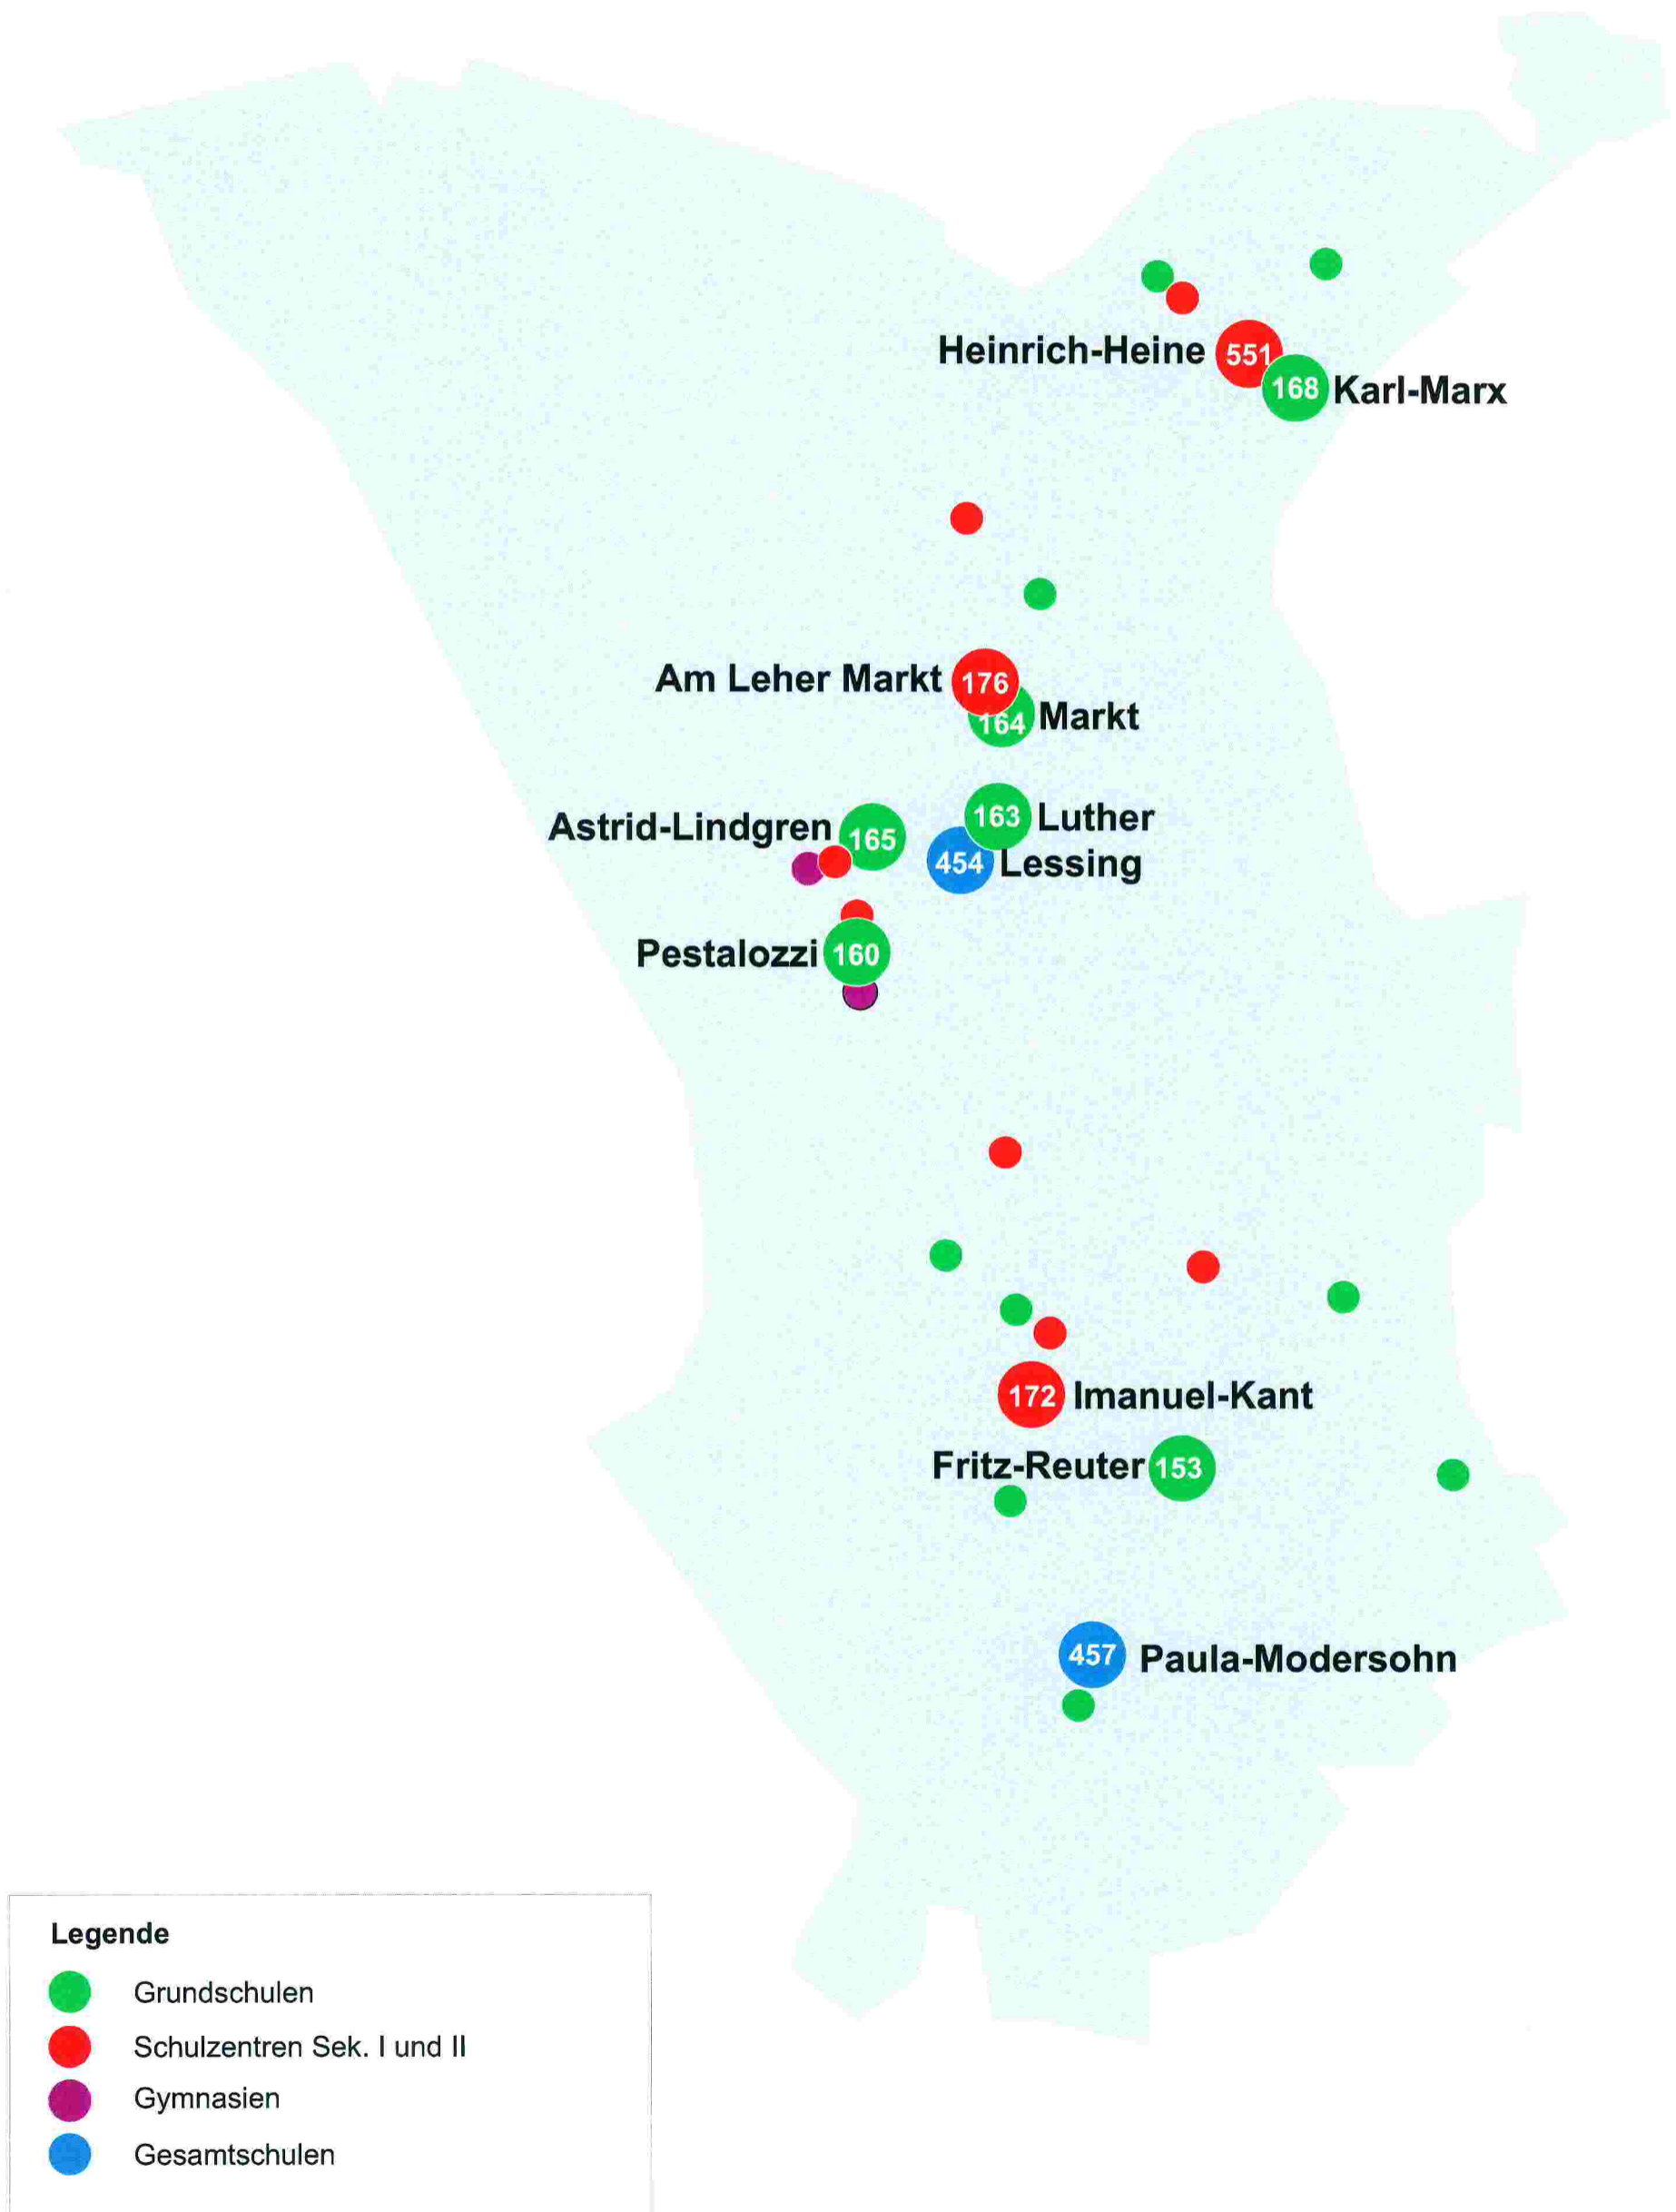 Heinrich-Heine 551
168 Karl-Marx
Am Leher Markt 176
164 Markt
163 Luther
Astrid-Lindgren 165
454 Lessing
Pestalozzi 160
172 Imanuel-Kant
Fritz-Reuter 153
457 Paula-Modersohn
Legende
Grundschulen
Schulzentren Sek. I und II
Gymnasien
Gesamtschulen